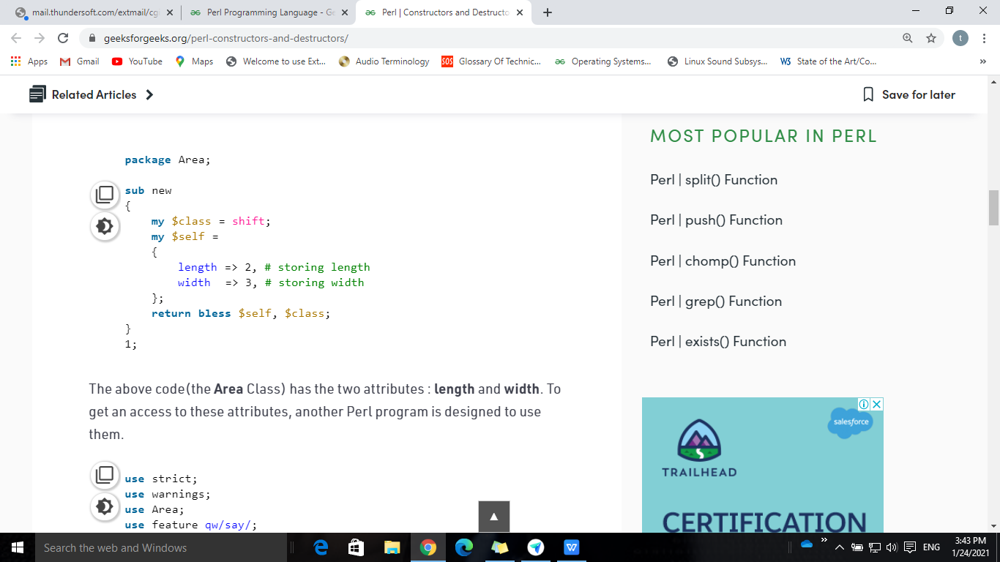 mail.thundersoft.com/extmail/cg
Perl Programming Language - Ge
Perl | Constructors and Destructo
geeksforgeeks.org/perl-constructors-and-destructors/
t
Apps Gmail YouTube Maps Welcome to use Ext... Audio Terminology SOS Glossary Of Technic... Operating Systems... Linux Sound Subsys... W3 State of the Art/Co... »
Related Articles
Save for later
package Area;
sub new
{
my $class = shift;
my $self =
{
length => 2, # storing length
width => 3, # storing width
};
return bless $self, $class;
}
1;
The above code(the Area Class) has the two attributes : length and width. To
get an access to these attributes, another Perl program is designed to use
them.
use strict;
use warnings;
use Area;
use feature qw/say/;
MOST POPULAR IN PERL
Perl | split() Function
Perl | push() Function
Perl | chomp() Function
Perl | grep() Function
Perl | exists() Function
salesforce
TRAILHEAD
CERTIFICATION
Search the web and Windows
ENG
3:43 PM
1/24/2021